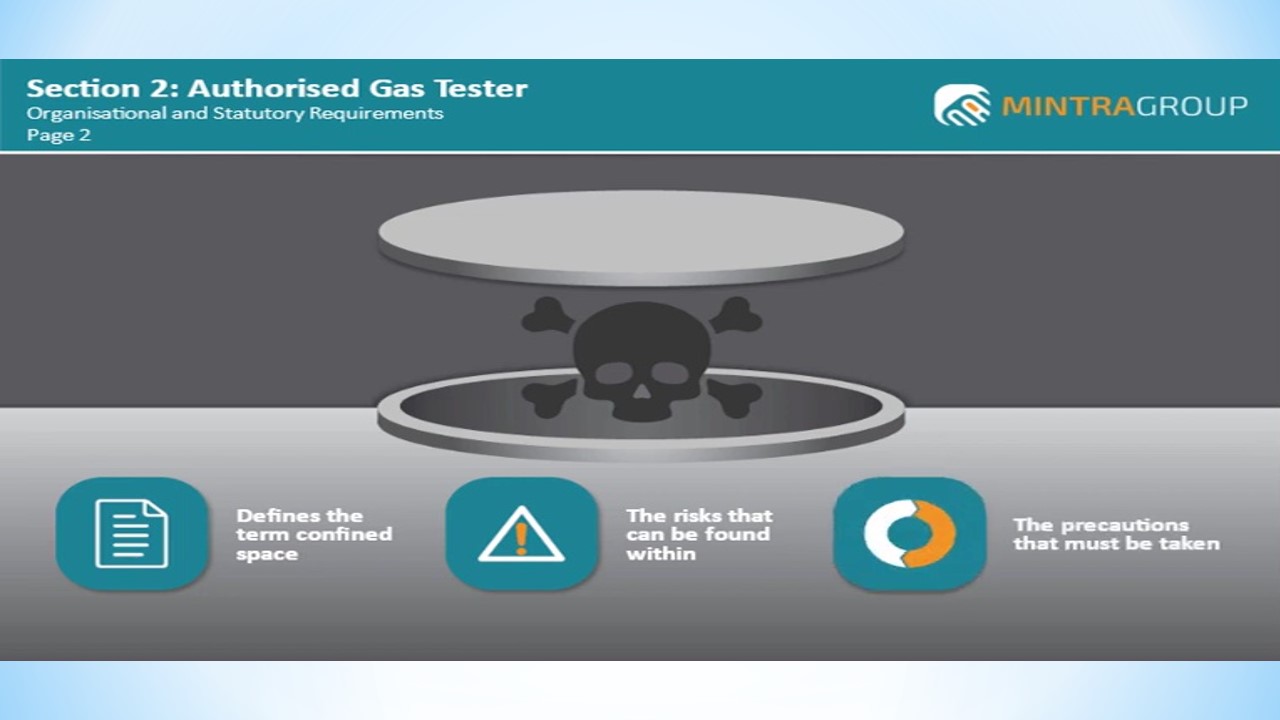 Section 2: Authorised Gas Tester
Organisational and Statutory Requirements
Page 2
MINTRAGROUP
Defines the
term confined
space
The risks that
can be found
within
The precautions
that must be taken